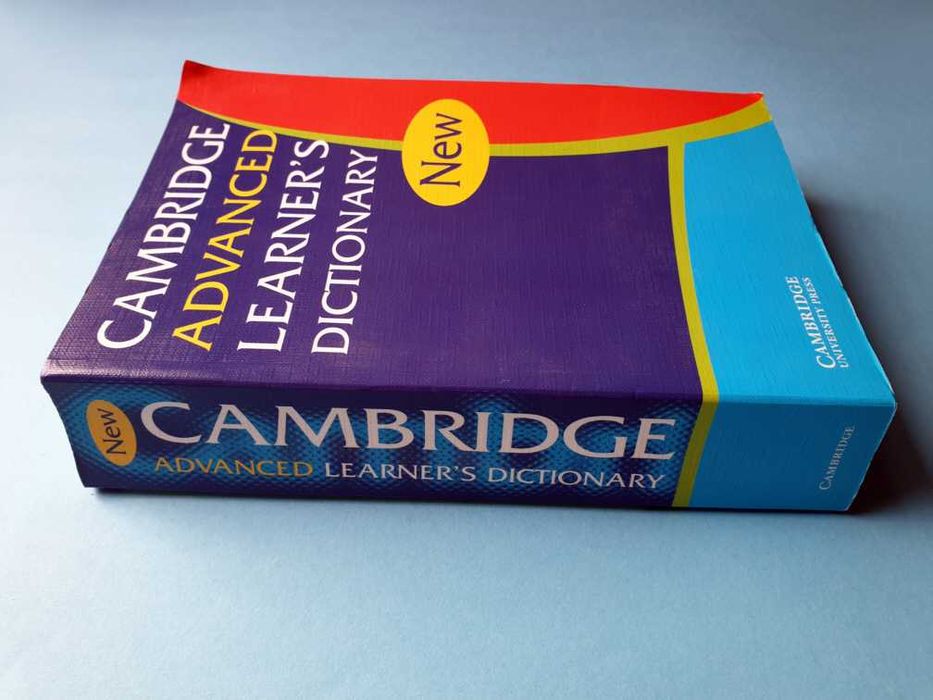 CAMBRIDGE
ADVANCED
LEARNER'S
DICTIONARY
New
CAMBRIDGE
UNIVERSITY PRESS
New
CAMBRIDGE
ADVANCED LEARNER'S DICTIONARY
CAMBRIDGE